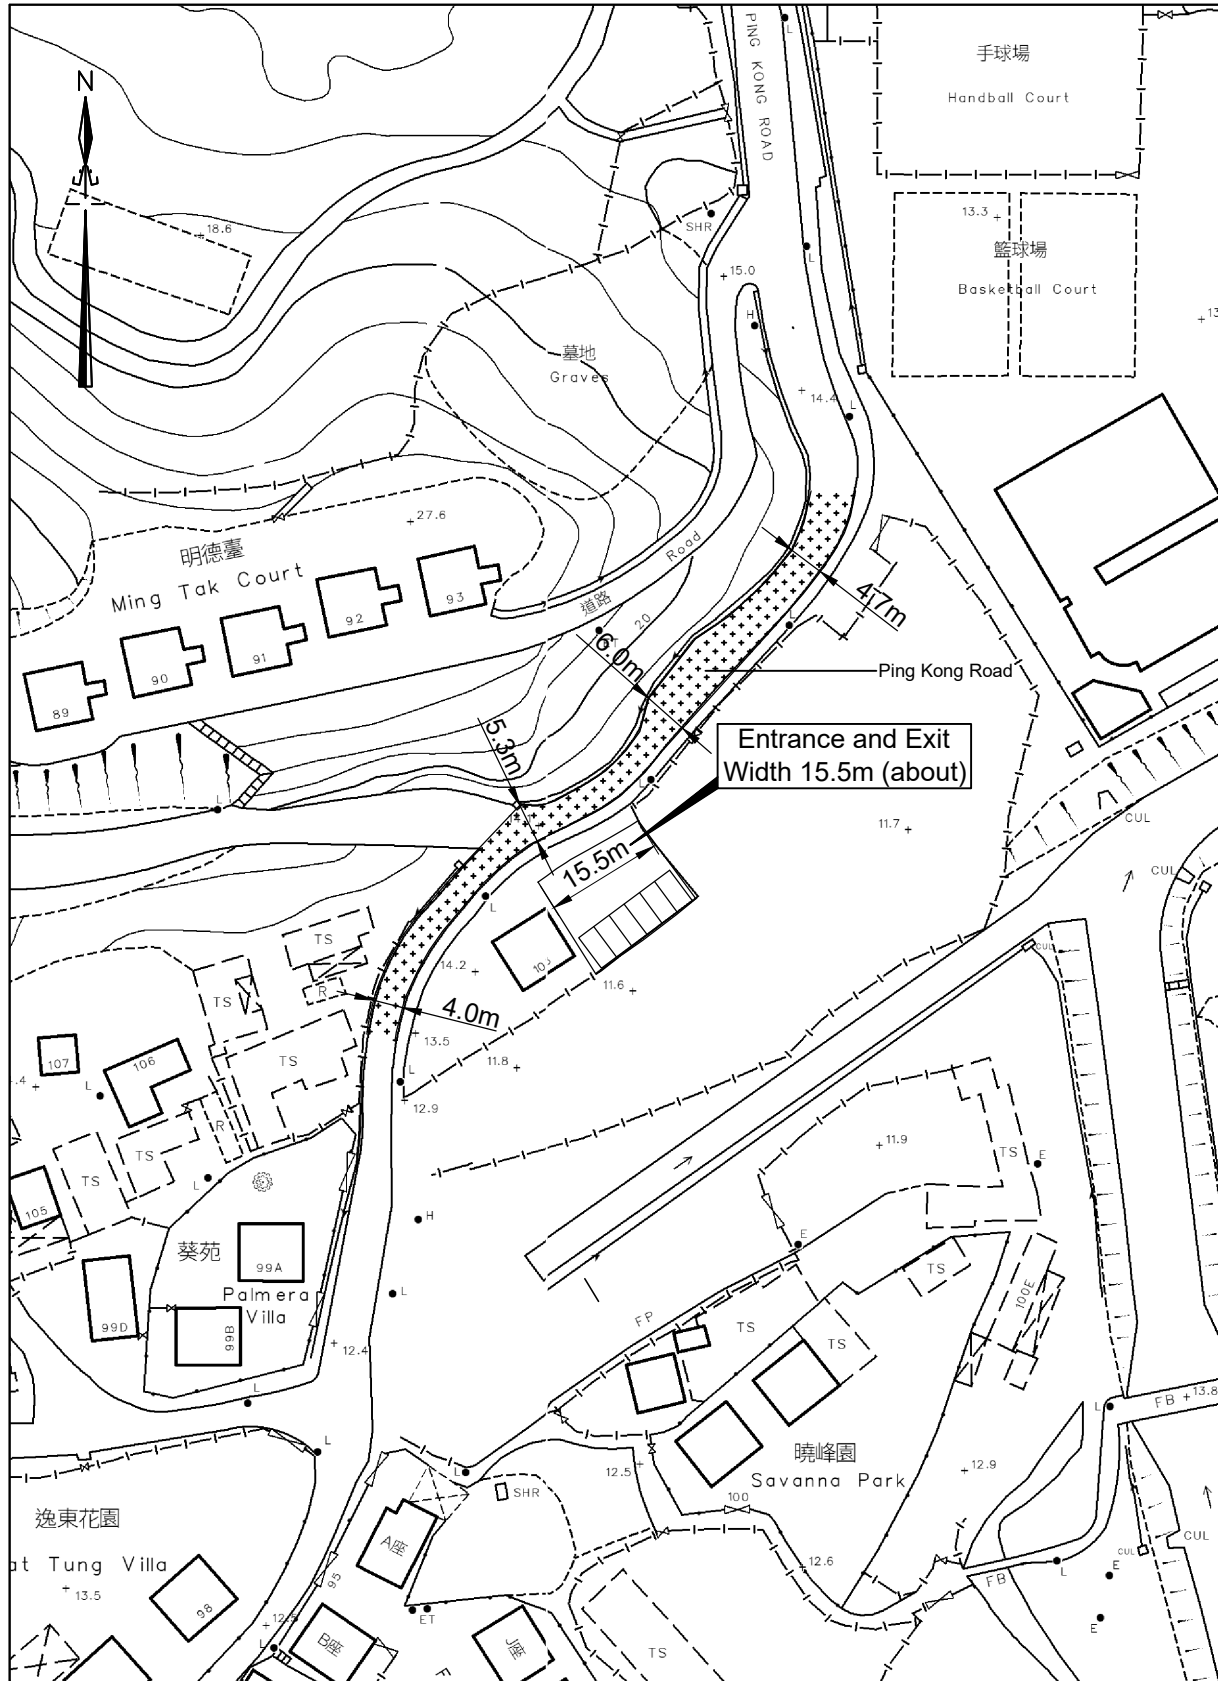 N
PING KONG ROAD
L
手球場
Handball Court
13.3
籃球場
Basketball Court
18.6
SHR
L
15.0
H
墓地
Graves
14.4
L
27.6
明德臺
Ming Tak Court
89
90
91
92
93
道路
Road
20
4.7m
L
6.0m
Ping Kong Road
5.3m
Entrance and Exit
Width 15.5m (about)
L
L
11.7
CUL
15.5m
CUL
L
TS
14.2
11.6
CUL
TS
R
4.0m
13.5
11.8
107
106
TS
L
L
12.9
R
TS
TS
11.9
TS
E
105
L
H
E
葵苑
99A
Palmera
Villa
99D
99B
L
TS
100E
FP
TS
TS
12.4
L
L
FB
13.8
L
L
曉峰園
Savanna Park
12.5
12.9
SHR
100
逸東花園
at Tung Villa
13.5
98
A座
95
CUL
CUL
12.6
FB
L
E
ET
E
12.5
L
B座
J座
TS